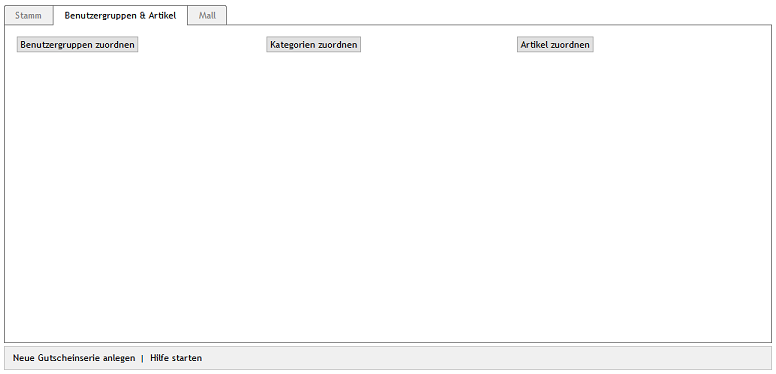 Stamm Benutzergruppen & Artikel Mall
Benutzergruppen zuordnen Kategorien zuordnen Artikel zuordnen
Neue Gutscheinserie anlegen | Hilfe starten